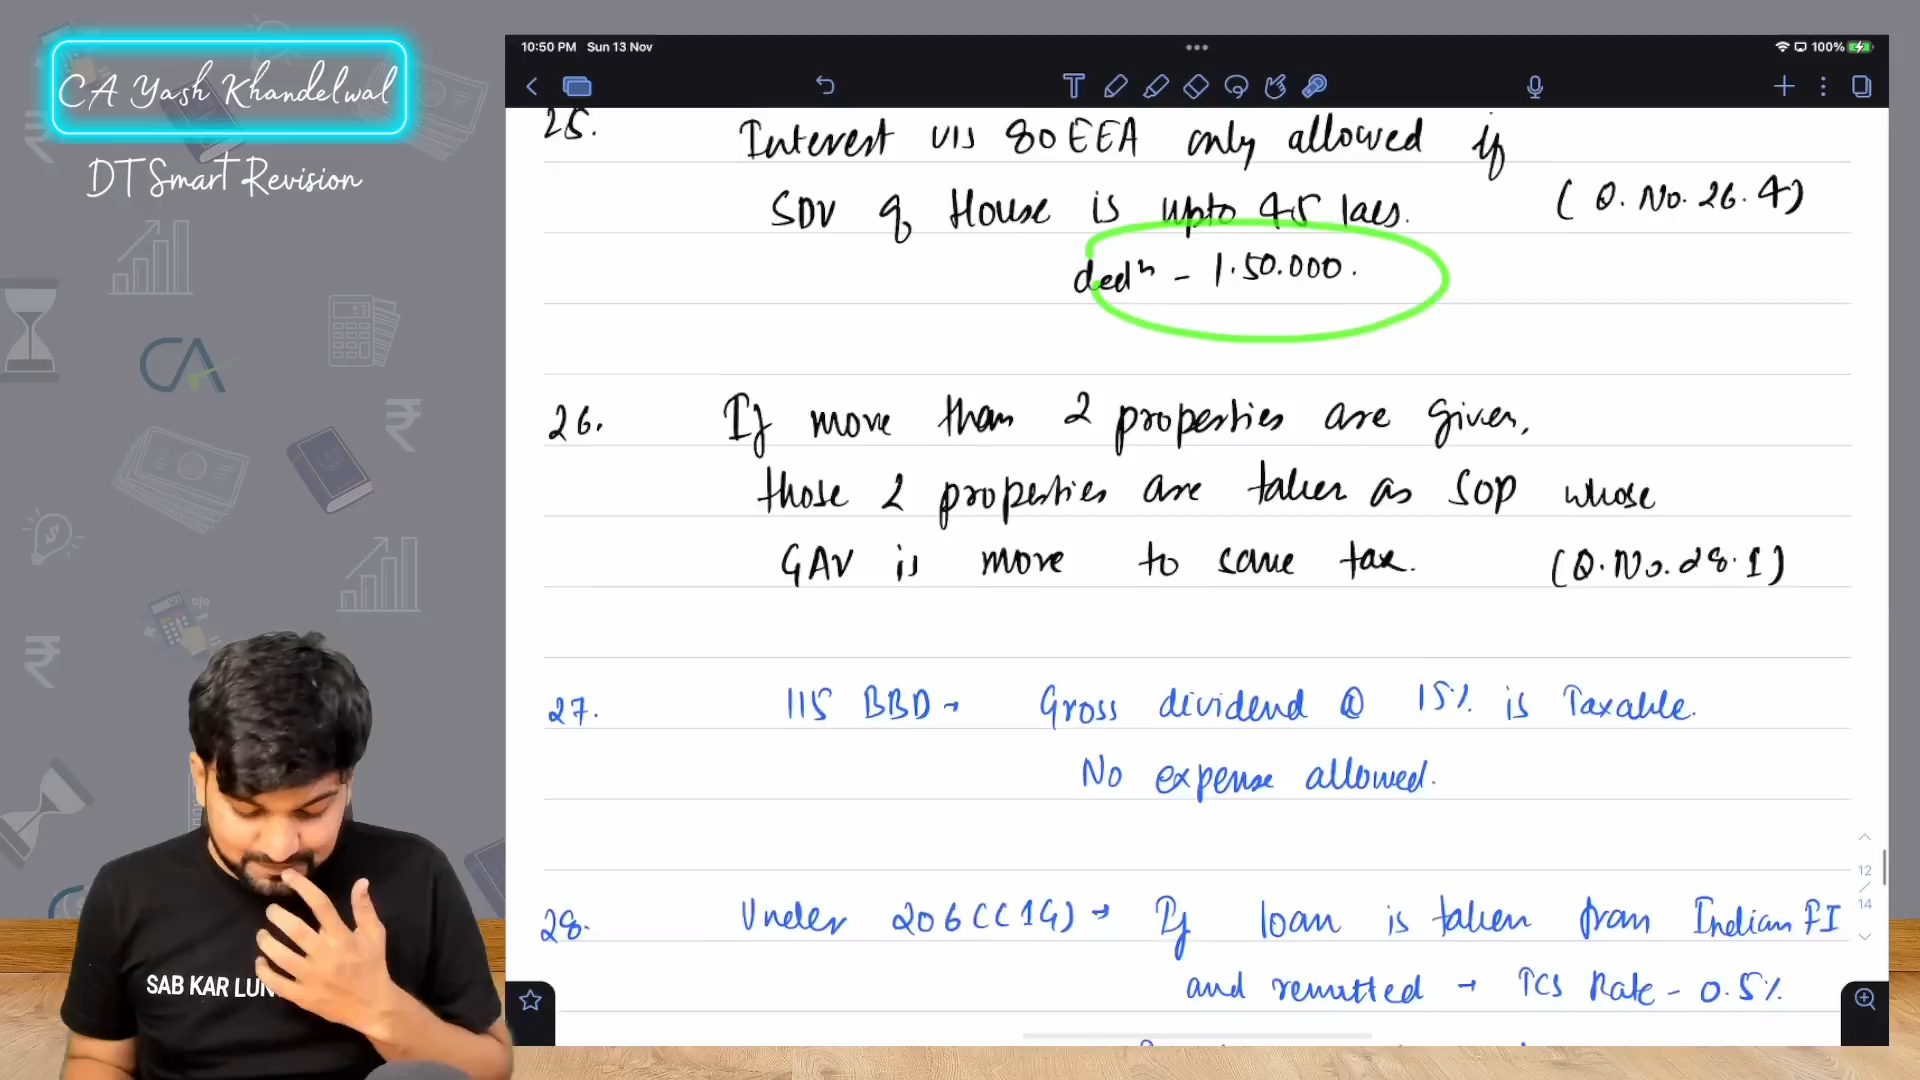 CA Yash Khandelwal
DT Smart Revision
10:50 PM Sun 13 Nov
100%
25. Interest u/s 80EEA only allowed if
SDV of House is upto 45 lacs. (Q.No.26.4)
dedⁿ - 1.50.000.
26. If more than 2 properties are given,
those 2 properties are taken as SOP whose
GAV is more to save tax. (Q.No.28.1)
27. 115 BBD → Gross dividend @ 15% is Taxable.
No expense allowed.
28. Under 206C(1G) → If loan is taken from Indian FI
and remitted → TCS Rate - 0.5%
12
14
CA
SAB KAR LUN